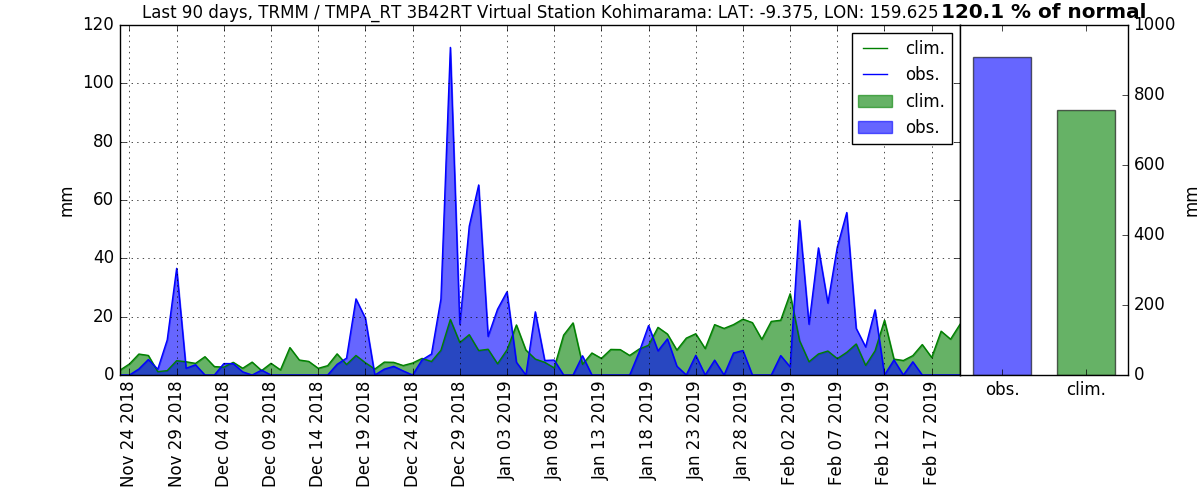 Last 90 days, TRMM / TMPA_RT 3B42RT Virtual Station Kohimarama: LAT: -9.375, LON: 159.625 120.1 % of normal
120
100
80
60
40
20
0
mm
clim.
obs.
clim.
obs.
1000
800
600
400
200
0
mm
obs. clim.
Nov 24 2018
Nov 29 2018
Dec 04 2018
Dec 09 2018
Dec 14 2018
Dec 19 2018
Dec 24 2018
Dec 29 2018
Jan 03 2019
Jan 08 2019
Jan 13 2019
Jan 18 2019
Jan 23 2019
Jan 28 2019
Feb 02 2019
Feb 07 2019
Feb 12 2019
Feb 17 2019